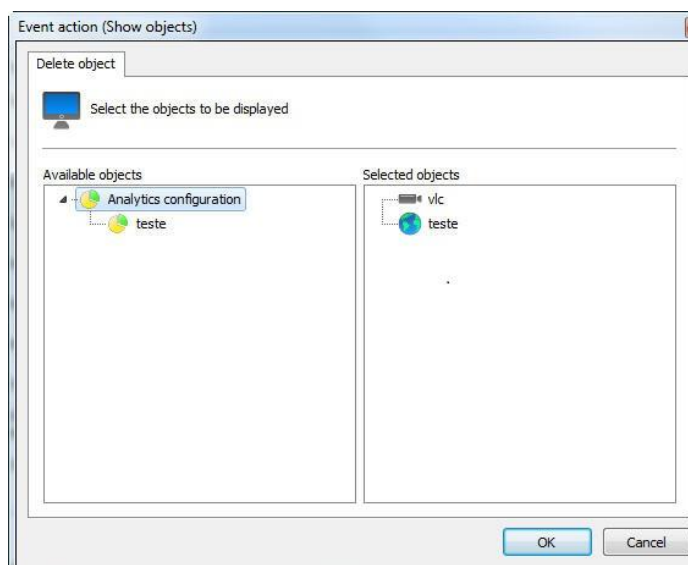 Event action (Show objects)
Delete object
Select the objects to be displayed
Available objects
Selected objects
Analytics configuration
teste
vlc
teste
OK
Cancel